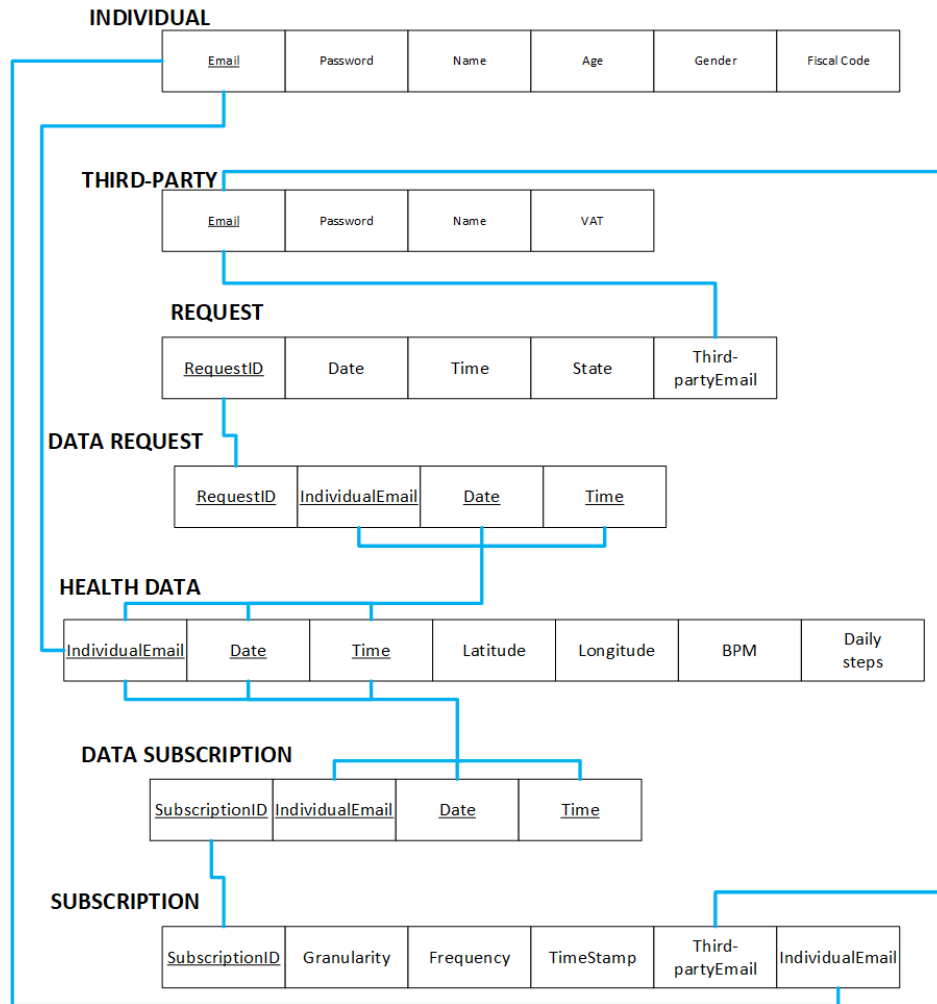 INDIVIDUAL
Email Password Name Age Gender Fiscal Code
THIRD-PARTY
Email Password Name VAT
REQUEST
RequestID Date Time State Third-
partyEmail
DATA REQUEST
RequestID IndividualEmail Date Time
HEALTH DATA
IndividualEmail Date Time Latitude Longitude BPM Daily
steps
DATA SUBSCRIPTION
SubscriptionID IndividualEmail Date Time
SUBSCRIPTION
SubscriptionID Granularity Frequency TimeStamp Third-
partyEmail IndividualEmail